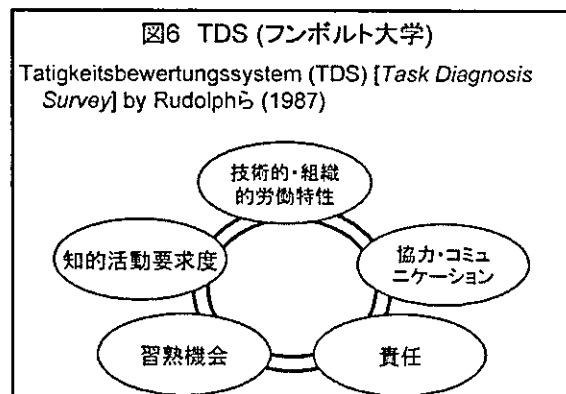 図6 TDS (フンボルト大学)
Tatigkeitsbewertungssystem (TDS) [Task Diagnosis
Survey] by Rudolphら (1987)
技術的・組織
的労働特性
知的活動要求度
協力・コミュ
ニケーション
習熟機会
責任